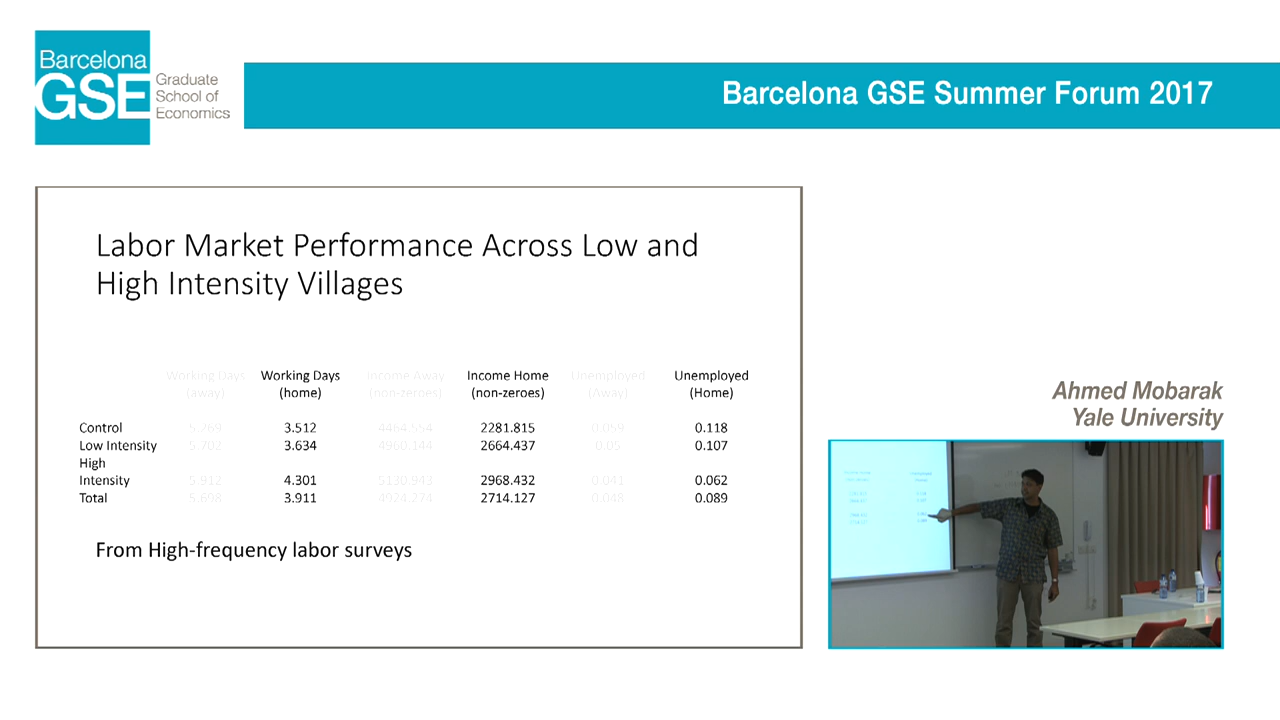 Barcelona
GSE
Graduate
School of
Economics
Barcelona GSE Summer Forum 2017
Labor Market Performance Across Low and
High Intensity Villages
Working Days Working Days Income Away Income Home Unemployed Unemployed
(away) (home) (non-zeroes) (non-zeroes) (Away) (Home)
Control 5.269 3.512 4464.554 2281.815 0.059 0.118
Low Intensity 5.702 3.634 4960.144 2664.437 0.05 0.107
High
Intensity 5.912 4.301 5130.943 2968.432 0.041 0.062
Total 5.698 3.911 4924.274 2714.127 0.048 0.089
From High-frequency labor surveys
Ahmed Mobarak
Yale University